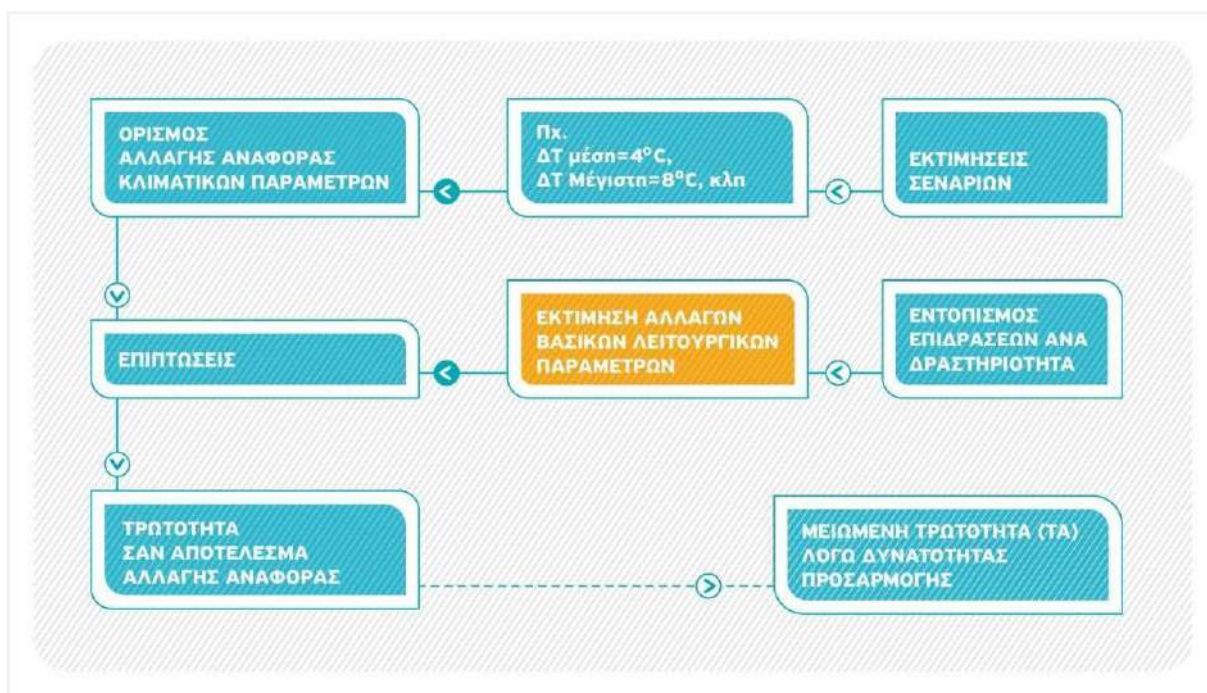 ΟΡΙΣΜΟΣ
ΑΛΛΑΓΗΣ ΑΝΑΦΟΡΑΣ
ΚΛΙΜΑΤΙΚΩΝ ΠΑΡΑΜΕΤΡΩΝ
Πχ.
ΔΤ μέση=4°C,
ΔΤ Μέγιστη=8°C, κλπ
ΕΚΤΙΜΗΣΕΙΣ
ΣΕΝΑΡΙΩΝ
ΕΠΙΠΤΩΣΕΙΣ
ΕΚΤΙΜΗΣΗ ΑΛΛΑΓΩΝ
ΒΑΣΙΚΩΝ ΛΕΙΤΟΥΡΓΙΚΩΝ
ΠΑΡΑΜΕΤΡΩΝ
ΕΝΤΟΠΙΣΜΟΣ
ΕΠΙΔΡΑΣΕΩΝ ΑΝΑ
ΔΡΑΣΤΗΡΙΟΤΗΤΑ
ΤΡΩΤΟΤΗΤΑ
ΣΑΝ ΑΠΟΤΕΛΕΣΜΑ
ΑΛΛΑΓΗΣ ΑΝΑΦΟΡΑΣ
ΜΕΙΩΜΕΝΗ ΤΡΩΤΟΤΗΤΑ (ΤΑ)
ΛΟΓΩ ΔΥΝΑΤΟΤΗΤΑΣ
ΠΡΟΣΑΡΜΟΓΗΣ